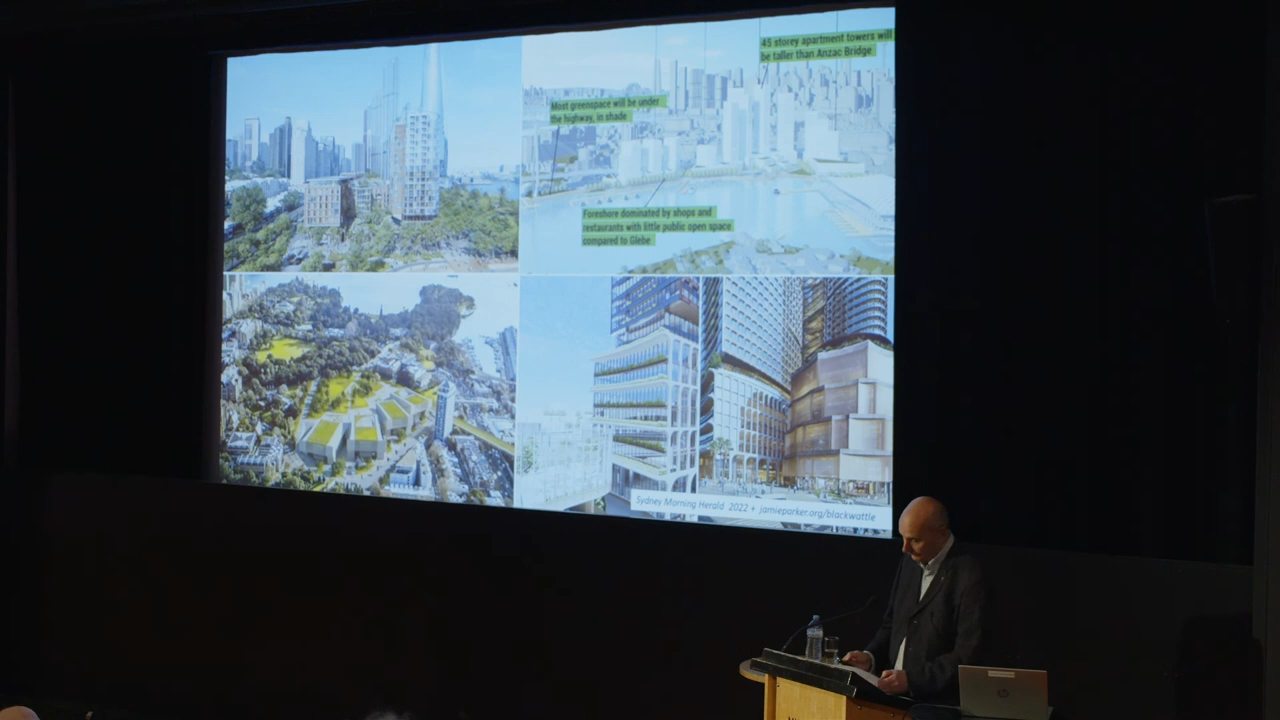 45 storey apartment towers will
be taller than Anzac Bridge
Most greenspace will be under
the highway, in shade
Foreshore dominated by shops and
restaurants with little public open space
compared to Glebe
Sydney Morning Herald 2022 + jamieparker.org/blackwattle
hp